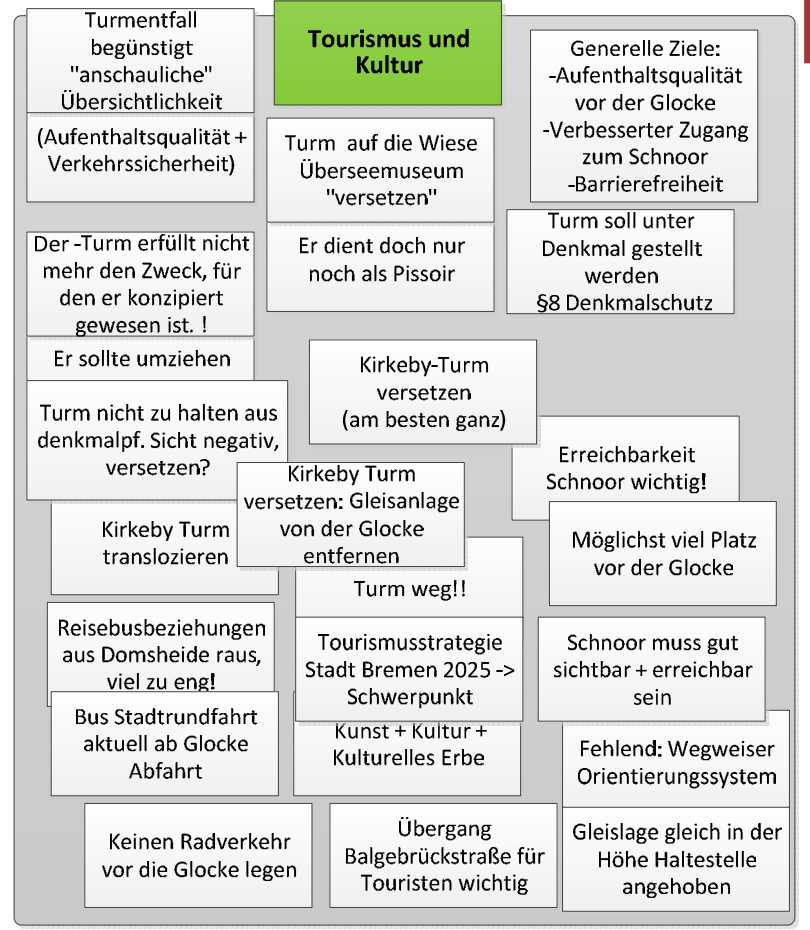 Tourismus und
Kultur
Turmentfall
begünstigt
"anschauliche"
Übersichtlichkeit
(Aufenthaltsqualität +
Verkehrssicherheit)
Turm auf die Wiese
Überseemuseum
"versetzen"
Er dient doch nur
noch als Pissoir
Generelle Ziele:
-Aufenthaltsqualität
vor der Glocke
-Verbesserter Zugang
zum Schnoor
-Barrierefreiheit
Turm soll unter
Denkmal gestellt
werden
§8 Denkmalschutz
Der -Turm erfüllt nicht
mehr den Zweck, für
den er konzipiert
gewesen ist. !
Er sollte umziehen
Kirkeby-Turm
versetzen
(am besten ganz)
Turm nicht zu halten aus
denkmalpf. Sicht negativ,
versetzen?
Kirkeby Turm
versetzen: Gleisanlage
von der Glocke
entfernen
Erreichbarkeit
Schnoor wichtig!
Kirkeby Turm
translozieren
Möglichst viel Platz
vor der Glocke
Turm weg!!
Reisebusbeziehungen
aus Domsheide raus,
viel zu eng!
Tourismusstrategie
Stadt Bremen 2025 ->
Schwerpunkt
Kunst + Kultur +
Kulturelles Erbe
Schnoor muss gut
sichtbar + erreichbar
sein
Bus Stadtrundfahrt
aktuell ab Glocke
Abfahrt
Fehlend: Wegweiser
Orientierungssystem
Keinen Radverkehr
vor die Glocke legen
Übergang
Balgebrückstraße für
Touristen wichtig
Gleislage gleich in der
Höhe Haltestelle
angehoben